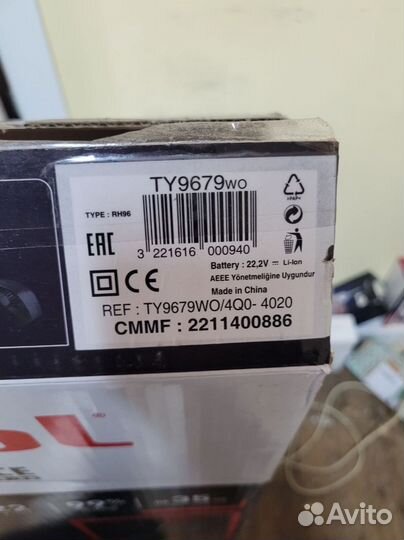 TY9679WO
TYPE : RH96
EAC
3 221616 000940
Battery : 22,2V Li-Ion
AEEE Yönetmeliğine Uygundur
Made in China
CE
REF : TY9679WO/4Q0- 4020
CMMF : 2211400886
Avito